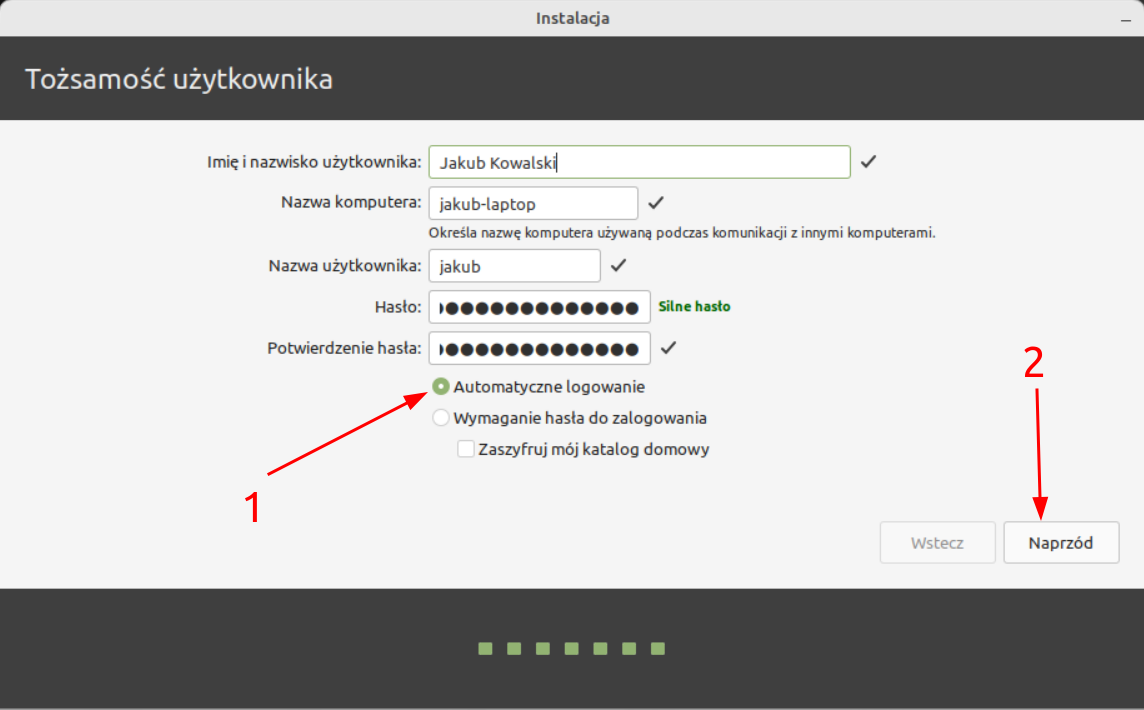 Instalacja
Tożsamość użytkownika
Imię i nazwisko użytkownika: Jakub Kowalski
Nazwa komputera: jakub-laptop
Określa nazwę komputera używaną podczas komunikacji z innymi komputerami.
Nazwa użytkownika: jakub
Hasło: ●●●●●●●●●●●●●● Silne hasło
Potwierdzenie hasła: ●●●●●●●●●●●●●●
Automatyczne logowanie
Wymaganie hasła do zalogowania
Zaszyfruj mój katalog domowy
1
2
Wstecz Naprzód